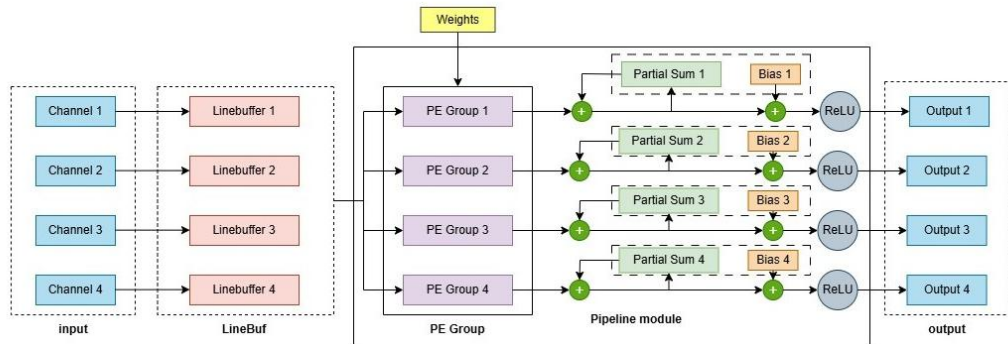 Weights
Partial Sum 1
Bias 1
Channel 1
Linebuffer 1
PE Group 1
+
+
ReLU
Output 1
Partial Sum 2
Bias 2
Channel 2
Linebuffer 2
PE Group 2
+
+
ReLU
Output 2
Partial Sum 3
Bias 3
Channel 3
Linebuffer 3
PE Group 3
+
+
ReLU
Output 3
Partial Sum 4
Bias 4
Channel 4
Linebuffer 4
PE Group 4
+
+
ReLU
Output 4
input
LineBuf
PE Group
Pipeline module
output